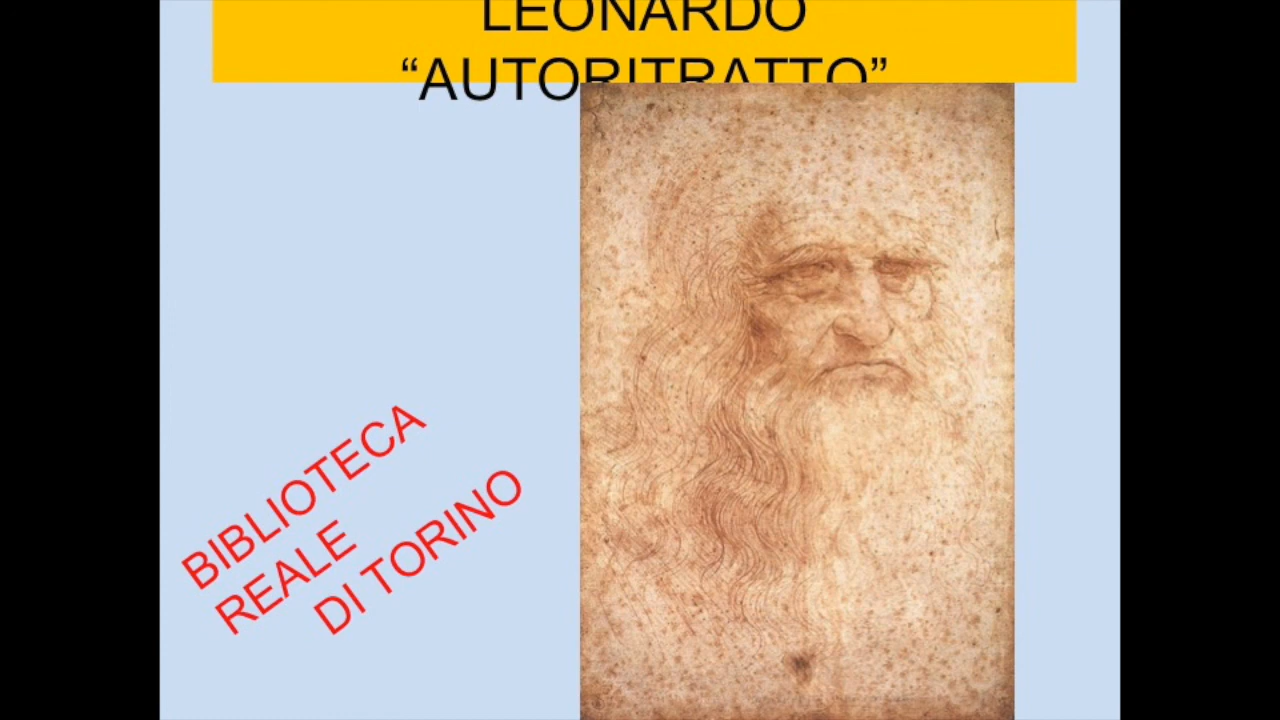 LEONARDO
“AUTORITRATTO”
BIBLIOTECA
REALE
DI TORINO